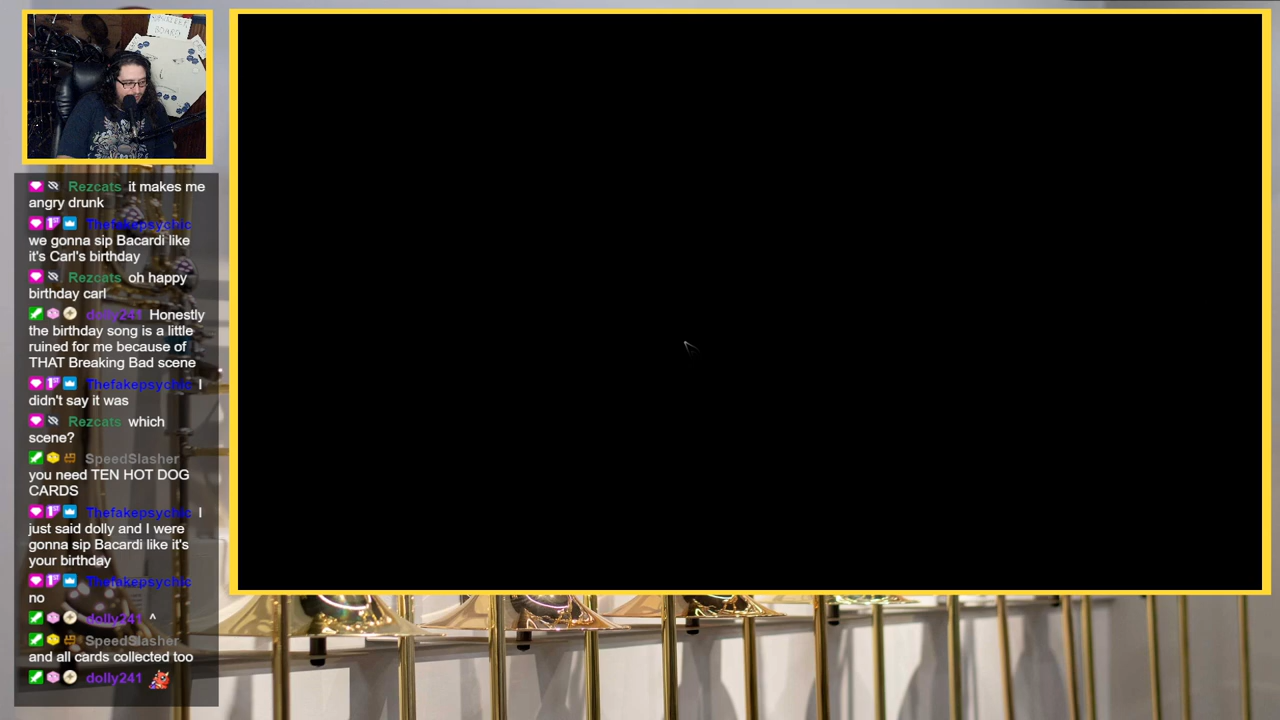 Rezcats it makes me
angry drunk
Thefakepsychic
we gonna sip Bacardi like
it's Carl's birthday
Rezcats oh happy
birthday carl
dolly241 Honestly
the birthday song is a little
ruined for me because of
THAT Breaking Bad scene
Thefakepsychic I
didn't say it was
Rezcats which
scene?
SpeedSlasher
you need TEN HOT DOG
CARDS
Thefakepsychic I
just said dolly and I were
gonna sip Bacardi like it's
your birthday
Thefakepsychic
no
dolly241 ^
SpeedSlasher
and all cards collected too
dolly241